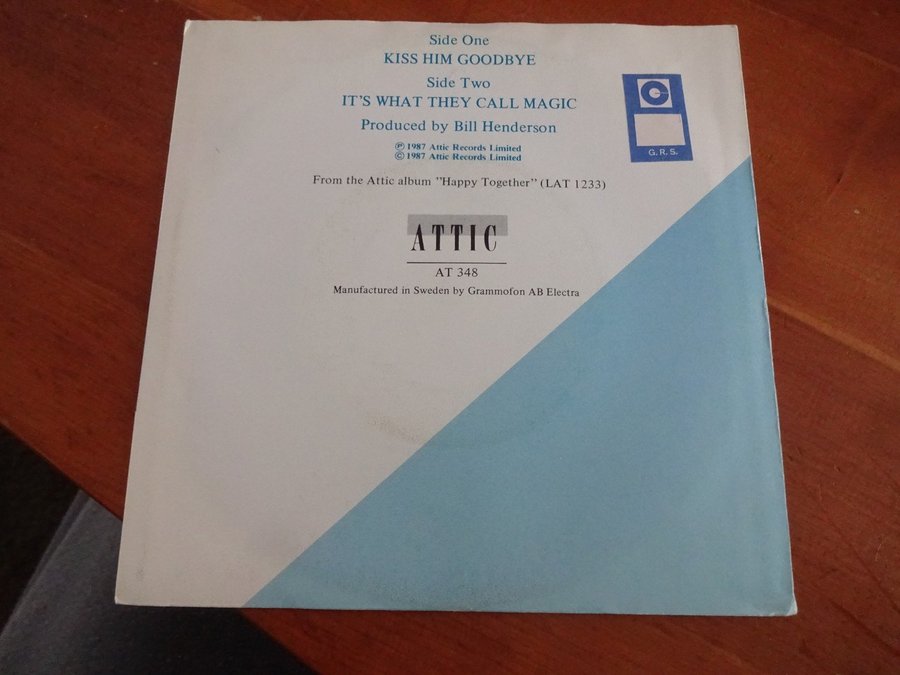 Side One
KISS HIM GOODBYE
Side Two
IT'S WHAT THEY CALL MAGIC
Produced by Bill Henderson
℗ 1987 Attic Records Limited
© 1987 Attic Records Limited
G. R. S.
From the Attic album "Happy Together" (LAT 1233)
ATTIC
AT 348
Manufactured in Sweden by Grammofon AB Electra